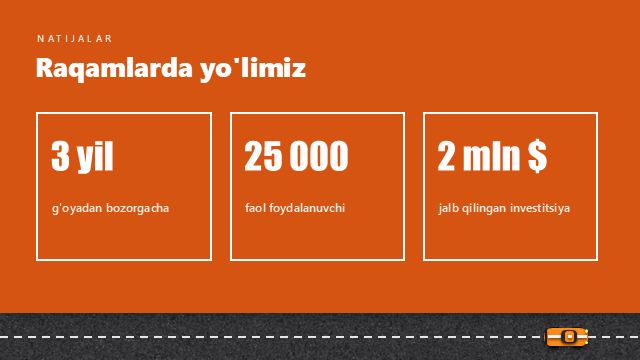 NATIJALAR
Raqamlarda yo'limiz
3 yil
g'oyadan bozorgacha
25 000
faol foydalanuvchi
2 mln $
jalb qilingan investitsiya